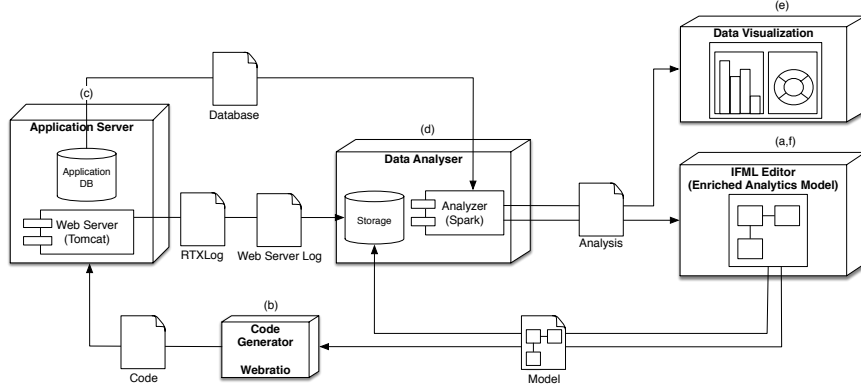 (e)
Data Visualization
(c)
Application Server
Application
DB
Web Server
(Tomcat)
Database
RTXLog
Web Server Log
(d)
Data Analyser
Storage
Analyzer
(Spark)
Analysis
(a,f)
IFML Editor
(Enriched Analytics Model)
(b)
Code
Generator
Webratio
Code
Model